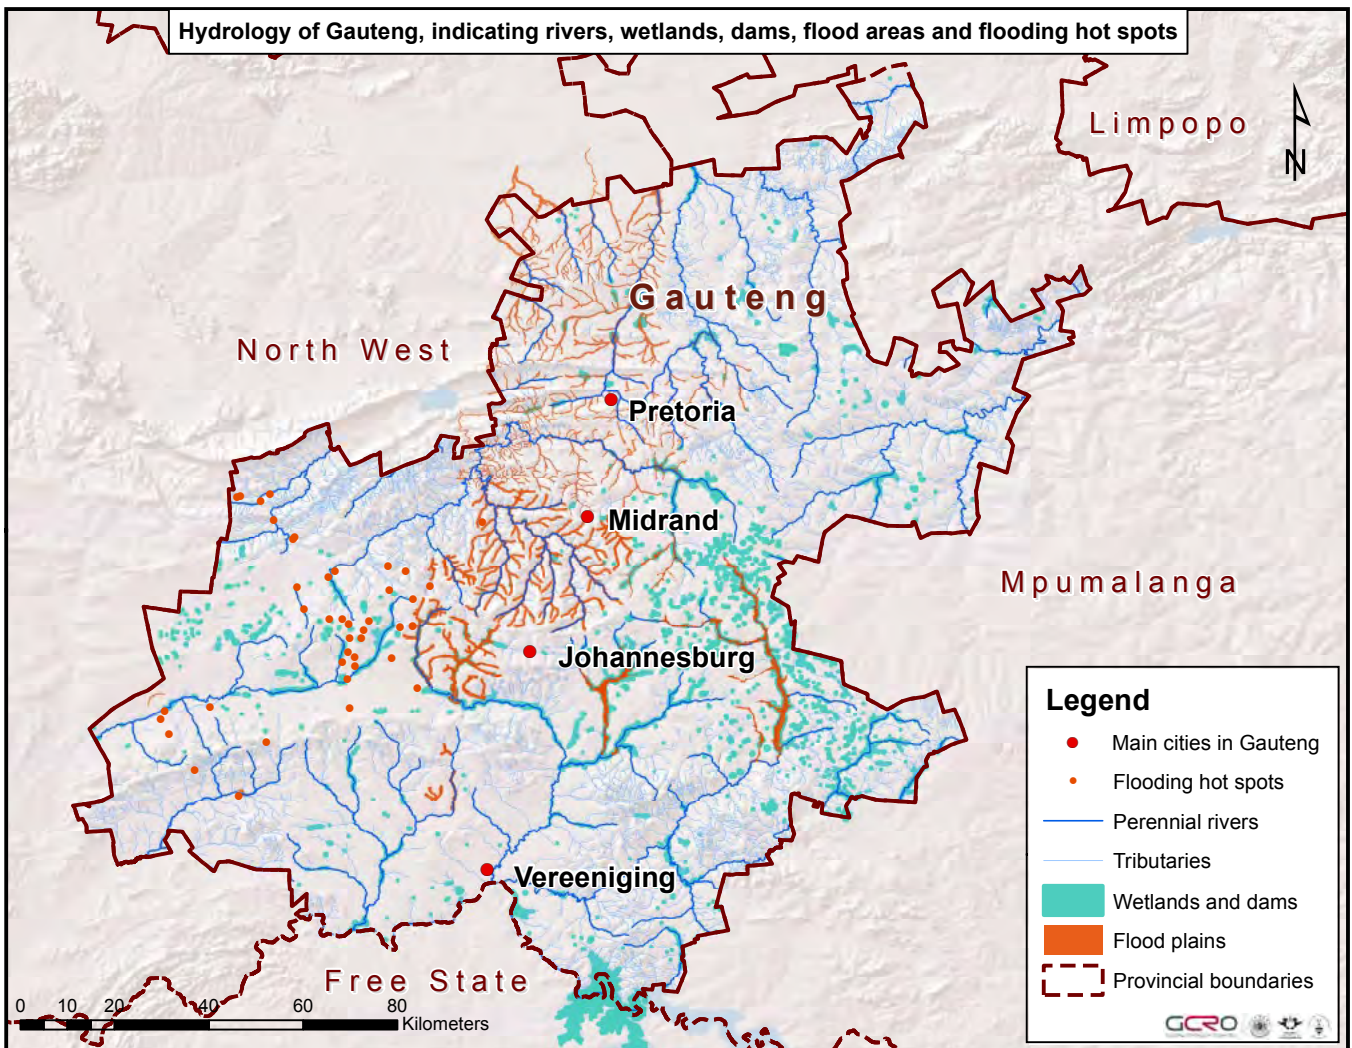 Hydrology of Gauteng, indicating rivers, wetlands, dams, flood areas and flooding hot spots
Limpopo
N
Gauteng
North West
Pretoria
Midrand
Mpumalanga
Johannesburg
Vereeniging
Free State
0 10 20 40 60 80
Kilometers
Legend
Main cities in Gauteng
Flooding hot spots
Perennial rivers
Tributaries
Wetlands and dams
Flood plains
Provincial boundaries
GCRO